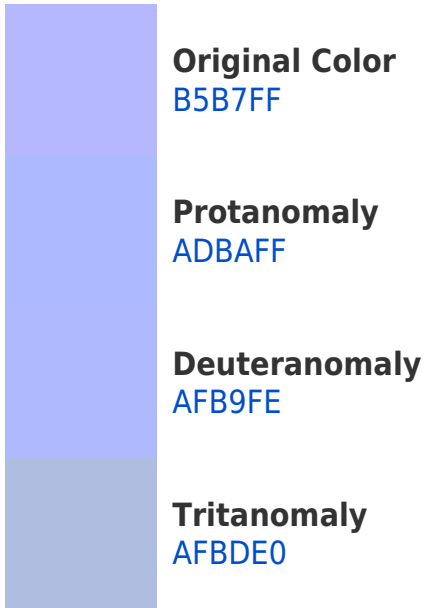 Original Color
B5B7FF
Protanomaly
ADBAFF
Deuteranomaly
AFB9FE
Tritanomaly
AFBDE0